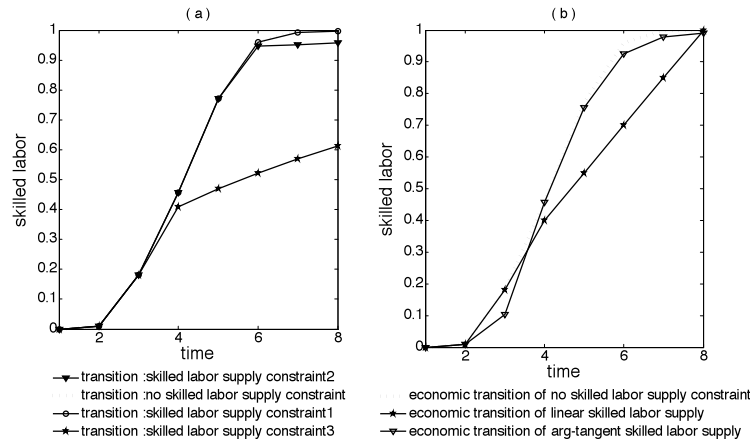 ( a )
1
0.9
0.8
0.7
0.6
0.5
0.4
0.3
0.2
0.1
0
skilled labor
2
4
6
8
time
transition :skilled labor supply constraint2
transition :no skilled labor supply constraint
transition :skilled labor supply constraint1
transition :skilled labor supply constraint3
( b )
1
0.9
0.8
0.7
0.6
0.5
0.4
0.3
0.2
0.1
0
skilled labor
2
4
6
8
time
economic transition of no skilled labor supply constraint
economic transition of linear skilled labor supply
economic transition of arg-tangent skilled labor supply